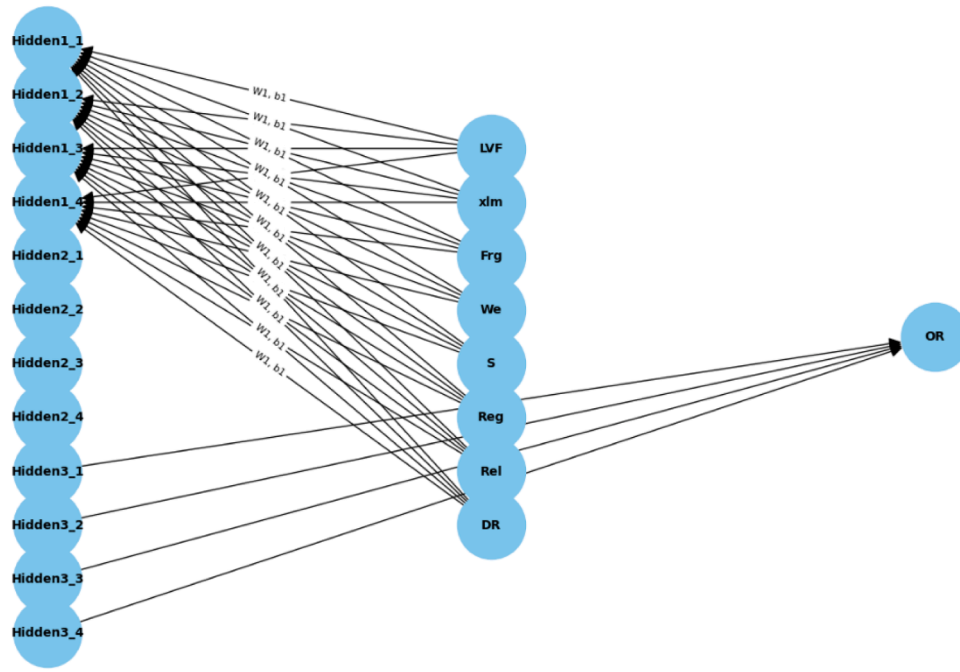 Hidden1_1
Hidden1_2
Hidden1_3
Hidden1_4
Hidden2_1
Hidden2_2
Hidden2_3
Hidden2_4
Hidden3_1
Hidden3_2
Hidden3_3
Hidden3_4
W1, b1
W1, b1
W1, b1
W1, b1
W1, b1
W1, b1
W1, b1
W1, b1
W1, b1
W1, b1
W1, b1
LVF
xlm
Frg
We
S
Reg
Rel
DR
OR